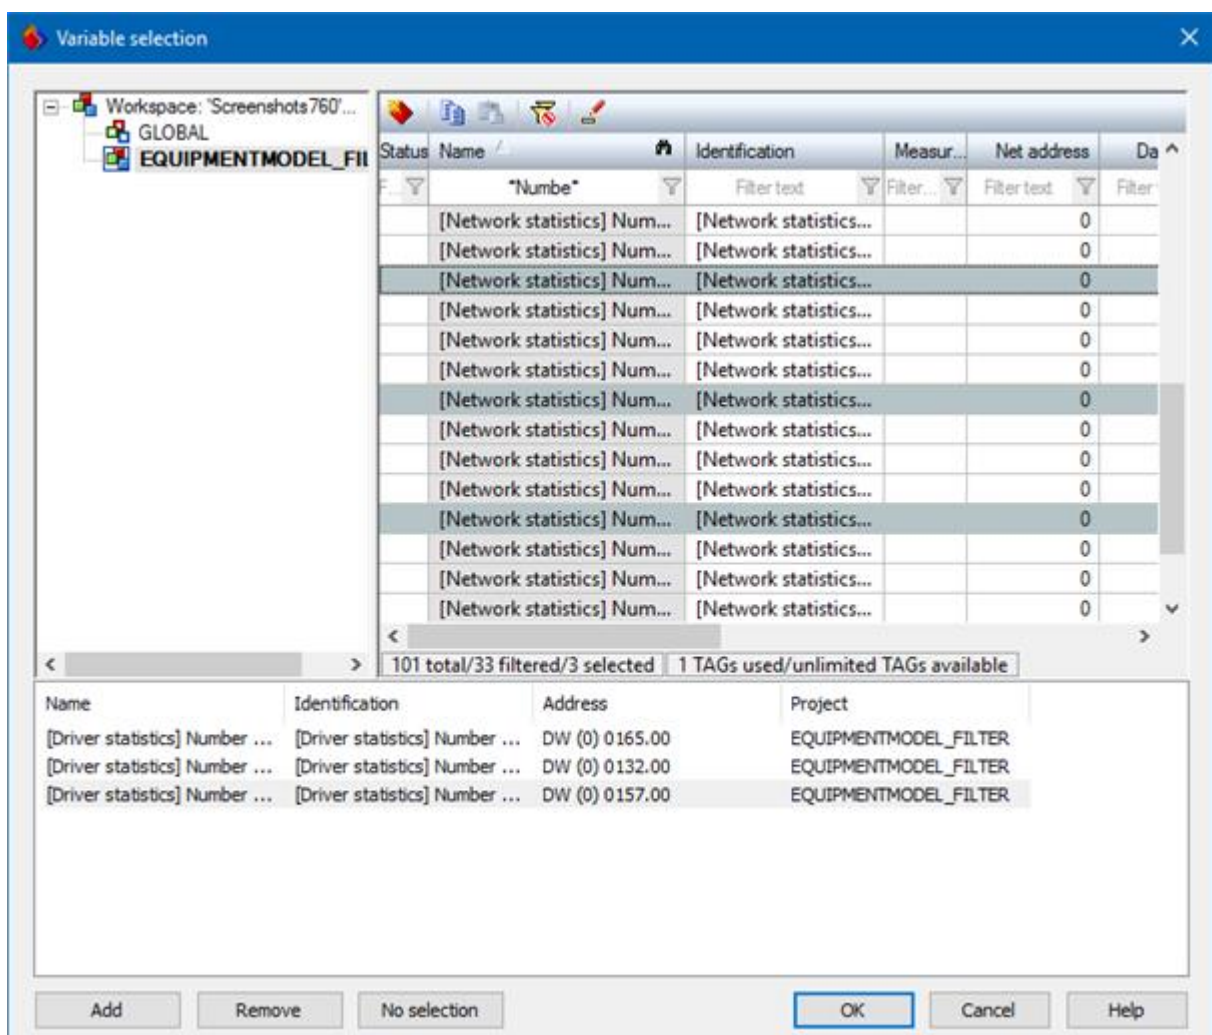 Variable selection
Workspace: 'Screenshots760'...
GLOBAL
EQUIPMENTMODEL_FIL
Status Name Identification Measur... Net address Da
F... "Numbe" Filter text Filter... Filter text Filter
[Network statistics] Num... [Network statistics... 0
[Network statistics] Num... [Network statistics... 0
[Network statistics] Num... [Network statistics... 0
[Network statistics] Num... [Network statistics... 0
[Network statistics] Num... [Network statistics... 0
[Network statistics] Num... [Network statistics... 0
[Network statistics] Num... [Network statistics... 0
[Network statistics] Num... [Network statistics... 0
[Network statistics] Num... [Network statistics... 0
[Network statistics] Num... [Network statistics... 0
[Network statistics] Num... [Network statistics... 0
[Network statistics] Num... [Network statistics... 0
[Network statistics] Num... [Network statistics... 0
[Network statistics] Num... [Network statistics... 0
101 total/33 filtered/3 selected 1 TAGs used/unlimited TAGs available
Name Identification Address Project
[Driver statistics] Number ... [Driver statistics] Number ... DW (0) 0165.00 EQUIPMENTMODEL_FILTER
[Driver statistics] Number ... [Driver statistics] Number ... DW (0) 0132.00 EQUIPMENTMODEL_FILTER
[Driver statistics] Number ... [Driver statistics] Number ... DW (0) 0157.00 EQUIPMENTMODEL_FILTER
Add Remove No selection OK Cancel Help